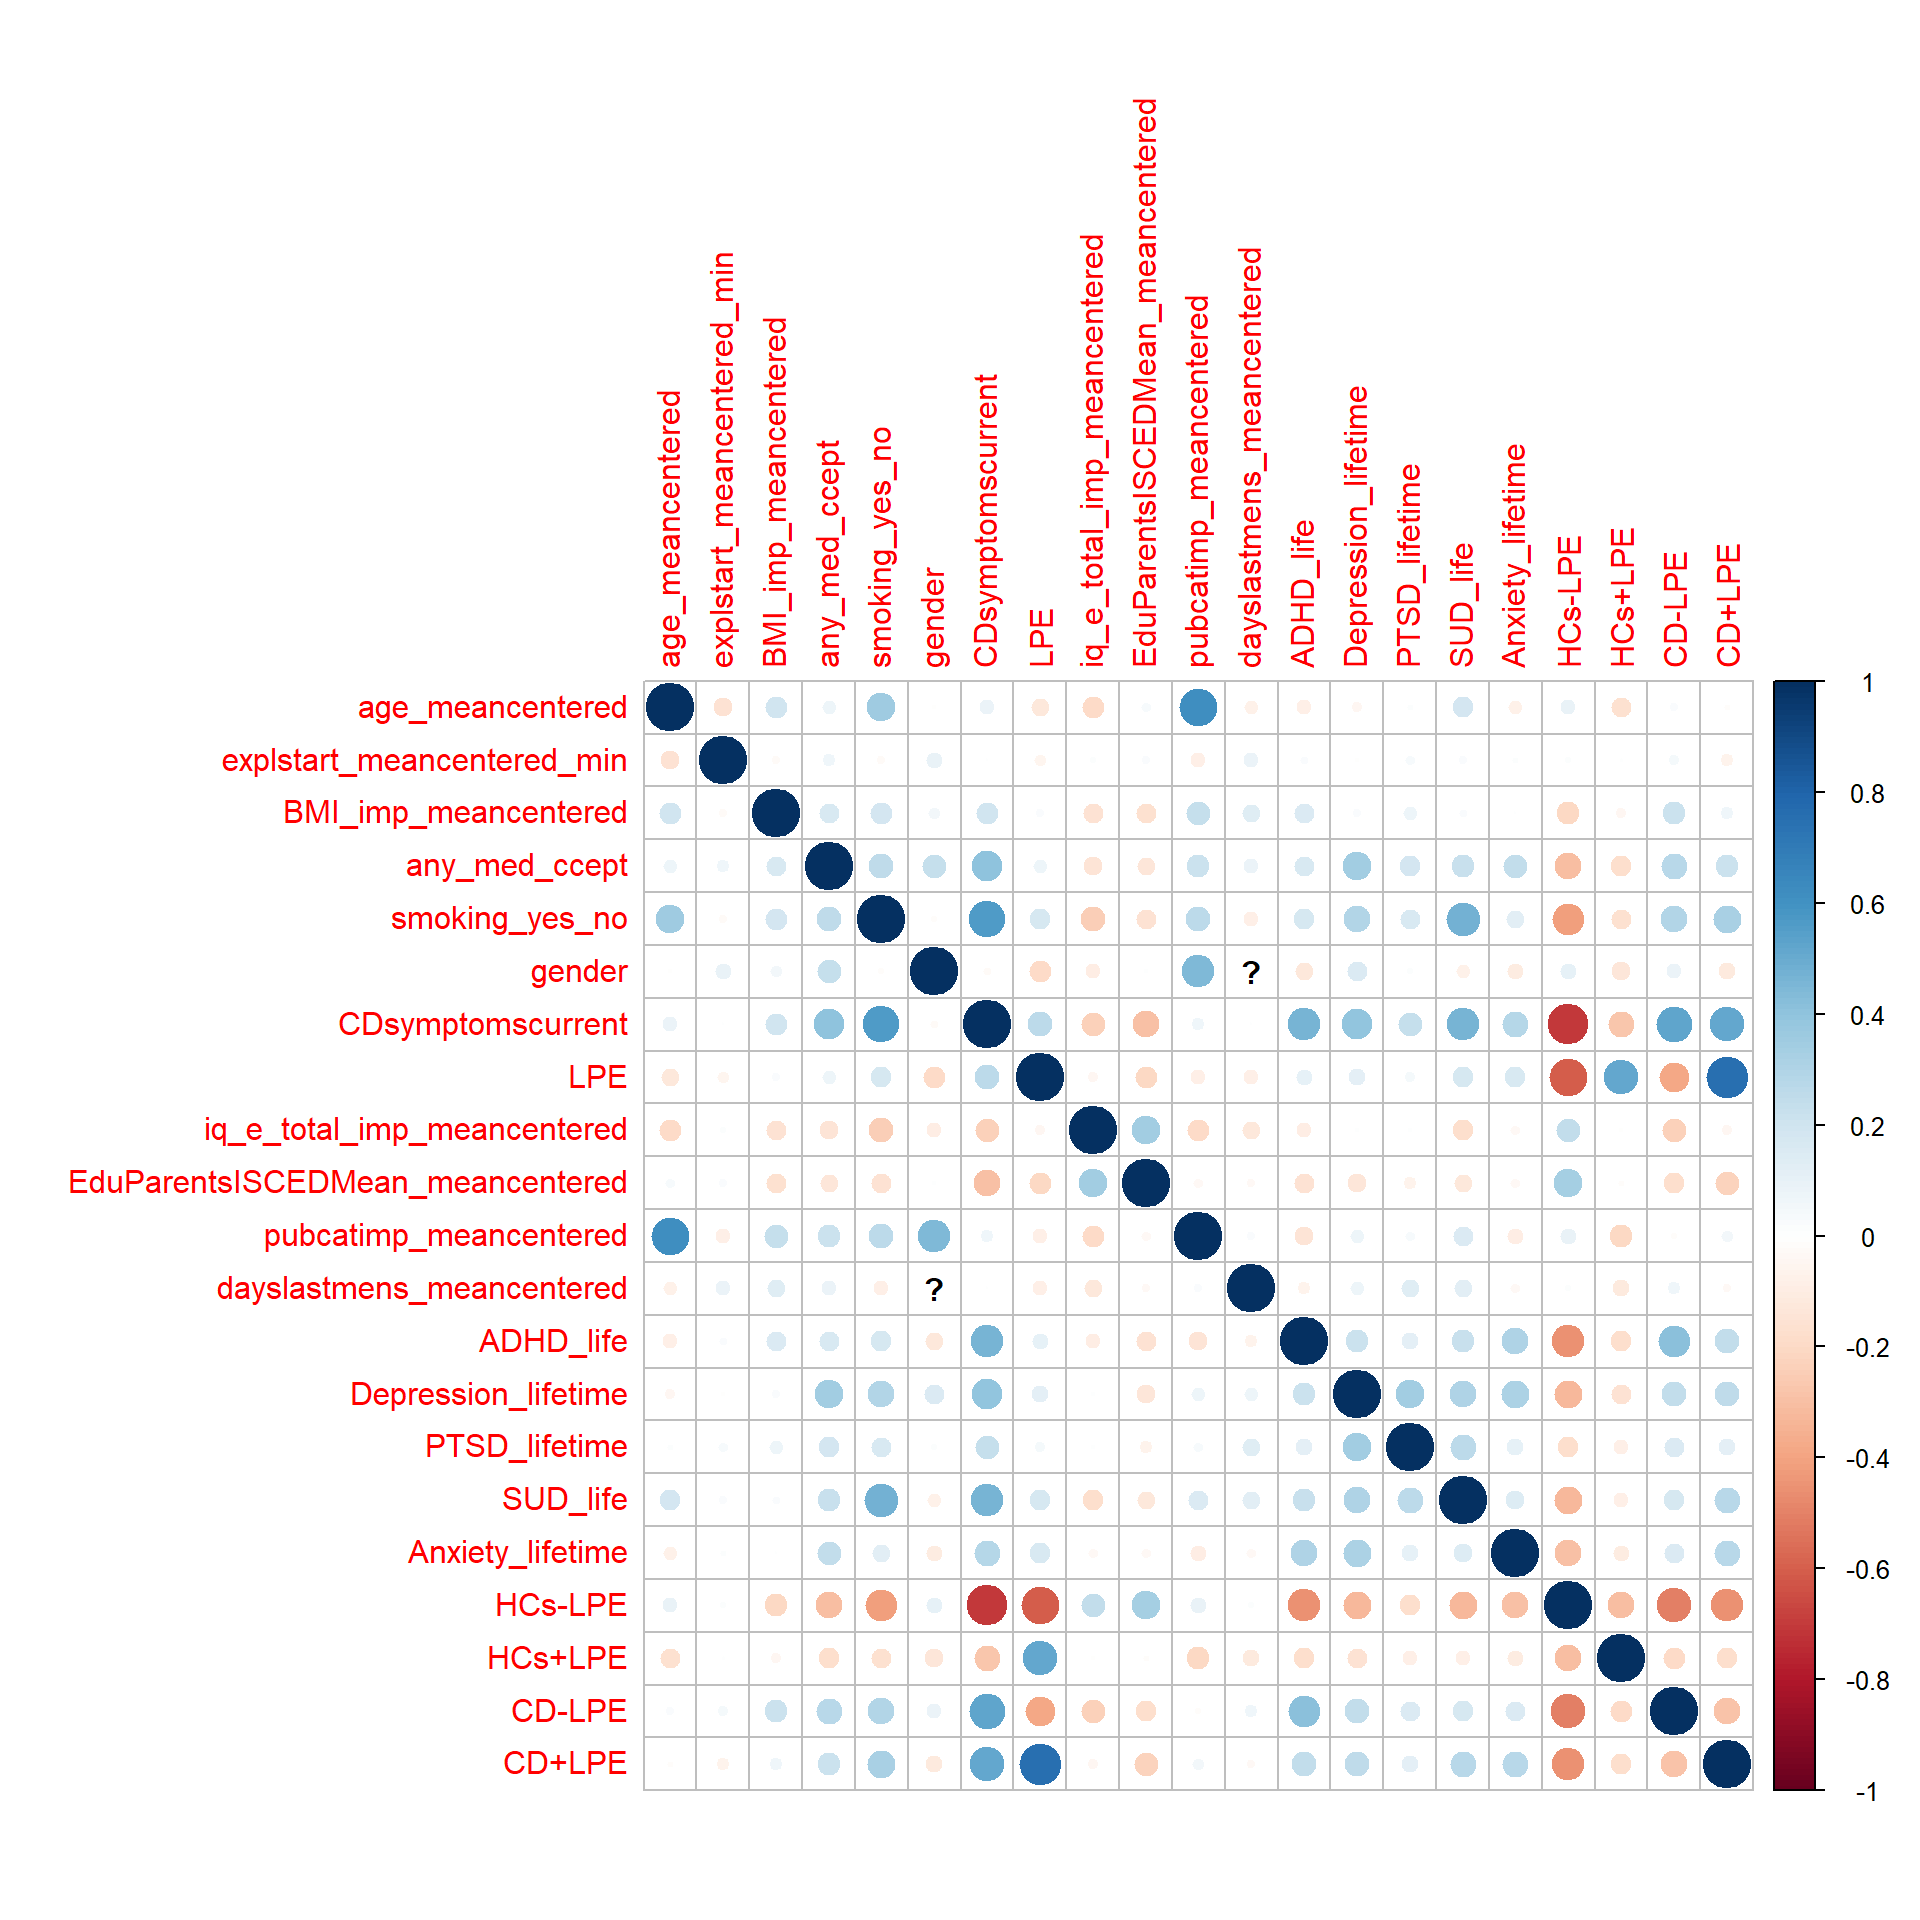 age_meancentered
explstart_meancentered_min
BMI_imp_meancentered
any_med_ccept
smoking_yes_no
gender
CDsymptomscurrent
LPE
iq_e_total_imp_meancentered
EduParentsISCEDMean_meancentered
pubcatimp_meancentered
dayslastmens_meancentered
ADHD_life
Depression_lifetime
PTSD_lifetime
SUD_life
Anxiety_lifetime
HCs-LPE
HCs+LPE
CD-LPE
CD+LPE
age_meancentered
explstart_meancentered_min
BMI_imp_meancentered
any_med_ccept
smoking_yes_no
gender ?
CDsymptomscurrent
LPE
iq_e_total_imp_meancentered
EduParentsISCEDMean_meancentered
pubcatimp_meancentered
dayslastmens_meancentered ?
ADHD_life
Depression_lifetime
PTSD_lifetime
SUD_life
Anxiety_lifetime
HCs-LPE
HCs+LPE
CD-LPE
CD+LPE
1
0.8
0.6
0.4
0.2
0
-0.2
-0.4
-0.6
-0.8
-1